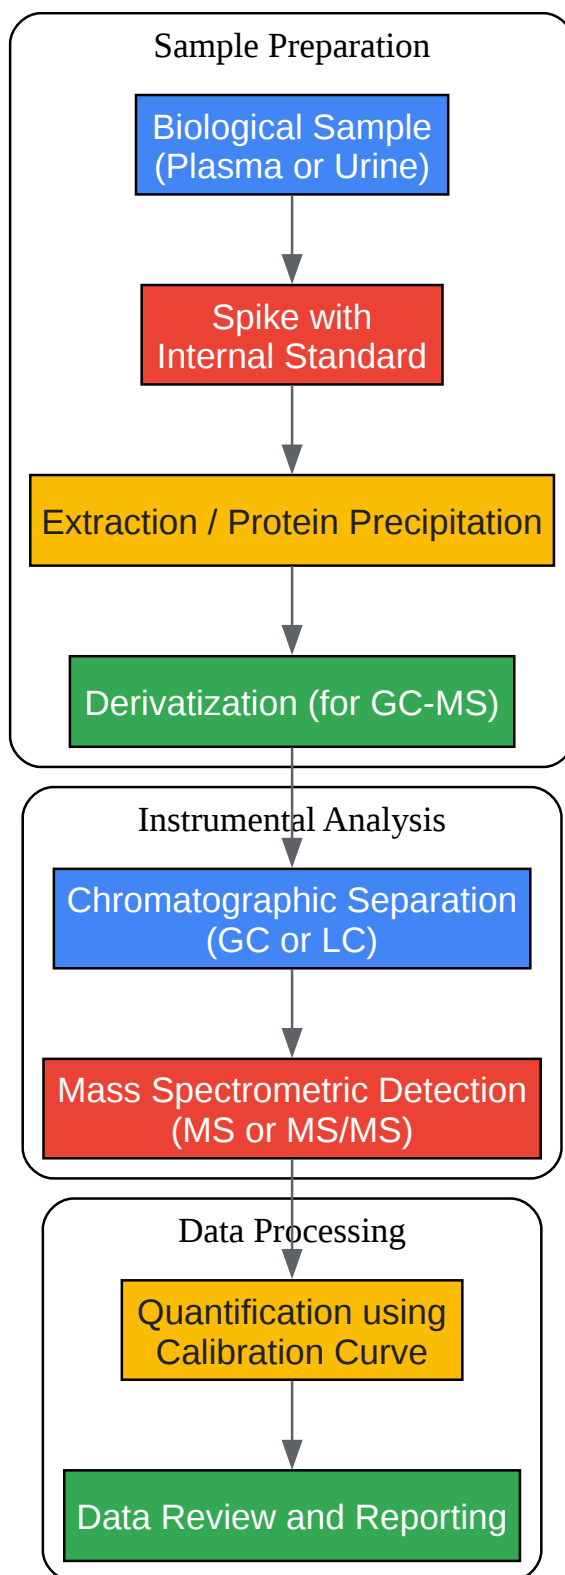 Sample Preparation
Biological Sample
(Plasma or Urine)
Spike with
Internal Standard
Extraction / Protein Precipitation
Derivatization (for GC-MS)
Instrumental Analysis
Chromatographic Separation
(GC or LC)
Mass Spectrometric Detection
(MS or MS/MS)
Data Processing
Quantification using
Calibration Curve
Data Review and Reporting